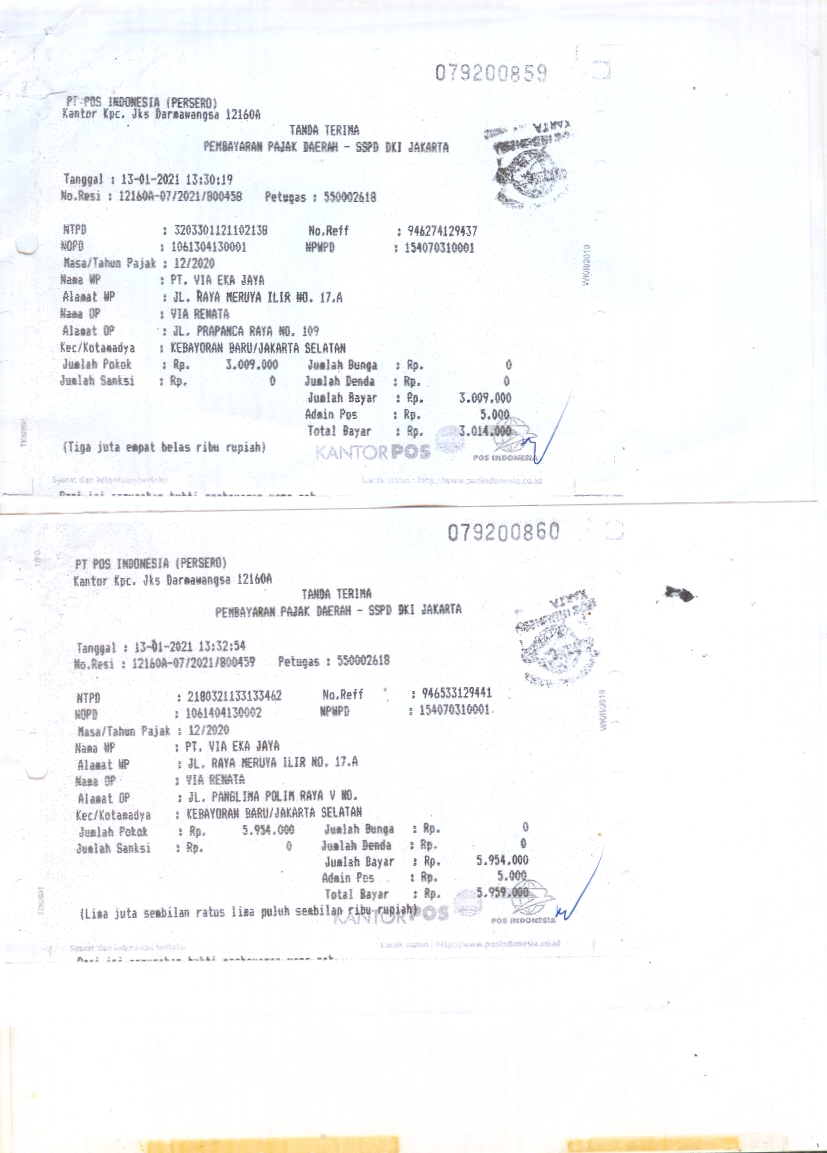 079200859
PT POS INDONESIA (PERSERO)
Kantor Kpc. Jks Darmawangsa 12160A
TANDA TERIMA
PEMBAYARAN PAJAK DAERAH - SSPD DKI JAKARTA
Tanggal : 13-01-2021 13:30:19
No.Resi : 12160A-07/2021/800458 Petugas : 550002618
NTPD : 3203301121102138 No.Reff : 946274129437
NOPD : 1061304130001 NPWPD : 154070310001
Masa/Tahun Pajak : 12/2020
Nama WP : PT. VIA EKA JAYA
Alamat WP : JL. RAYA MERUYA ILIR NO. 17.A
Nama OP : VIA RENATA
Alamat OP : JL. PRAPANCA RAYA NO. 109
Kec/Kotamadya : KEBAYORAN BARU/JAKARTA SELATAN
Jumlah Pokok : Rp. 3.009.000 Jumlah Bunga : Rp. 0
Jumlah Sanksi : Rp. 0 Jumlah Denda : Rp. 0
Jumlah Bayar : Rp. 3.009.000
Admin Pos : Rp. 5.000
Total Bayar : Rp. 3.014.000
(Tiga juta empat belas ribu rupiah)
KANTORPOS
POS INDONESIA
Syarat dan ketentuan berlaku Lacak status : http://www.posindonesia.co.id
WKI/II/2019
079200860
PT POS INDONESIA (PERSERO)
Kantor Kpc. Jks Darmawangsa 12160A
TANDA TERIMA
PEMBAYARAN PAJAK DAERAH - SSPD DKI JAKARTA
Tanggal : 13-01-2021 13:32:54
No.Resi : 12160A-07/2021/800459 Petugas : 550002618
NTPD : 2180321133133462 No.Reff : 946533129441
NOPD : 1061404130002 NPWPD : 154070310001
Masa/Tahun Pajak : 12/2020
Nama WP : PT. VIA EKA JAYA
Alamat WP : JL. RAYA MERUYA ILIR NO. 17.A
Nama OP : VIA RENATA
Alamat OP : JL. PANGLIMA POLIM RAYA V NO.
Kec/Kotamadya : KEBAYORAN BARU/JAKARTA SELATAN
Jumlah Pokok : Rp. 5.954.000 Jumlah Bunga : Rp. 0
Jumlah Sanksi : Rp. 0 Jumlah Denda : Rp. 0
Jumlah Bayar : Rp. 5.954.000
Admin Pos : Rp. 5.000
Total Bayar : Rp. 5.959.000
(Lima juta sembilan ratus lima puluh sembilan ribu rupiah)
KANTORPOS
POS INDONESIA
Syarat dan ketentuan berlaku Lacak status : http://www.posindonesia.co.id